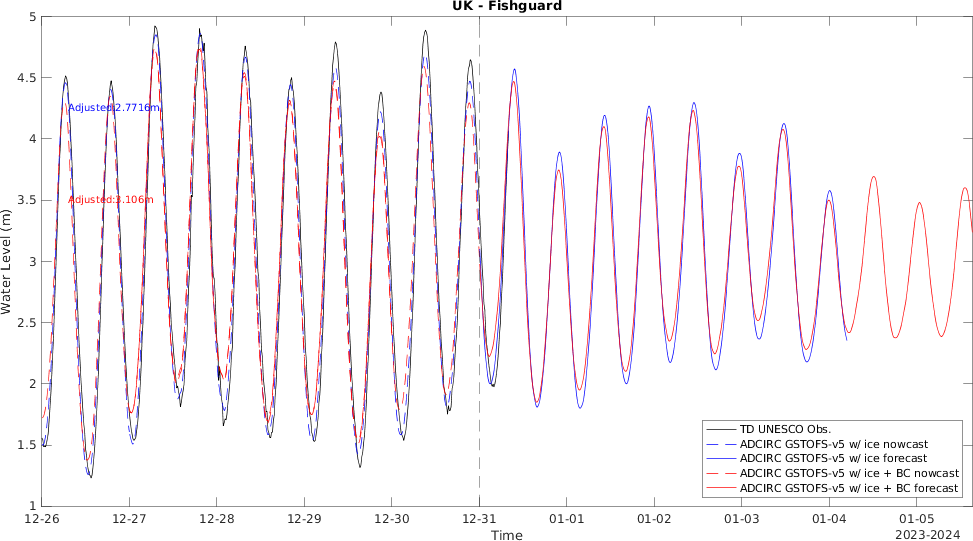 UK - Fishguard
5
4.5
4
3.5
3
2.5
2
1.5
1
Water Level (m)
Adjusted:2.7716m
Adjusted:3.106m
TD UNESCO Obs.
ADCIRC GSTOFS-v5 w/ ice nowcast
ADCIRC GSTOFS-v5 w/ ice forecast
ADCIRC GSTOFS-v5 w/ ice + BC nowcast
ADCIRC GSTOFS-v5 w/ ice + BC forecast
12-26 12-27 12-28 12-29 12-30 12-31 01-01 01-02 01-03 01-04 01-05
Time
2023-2024